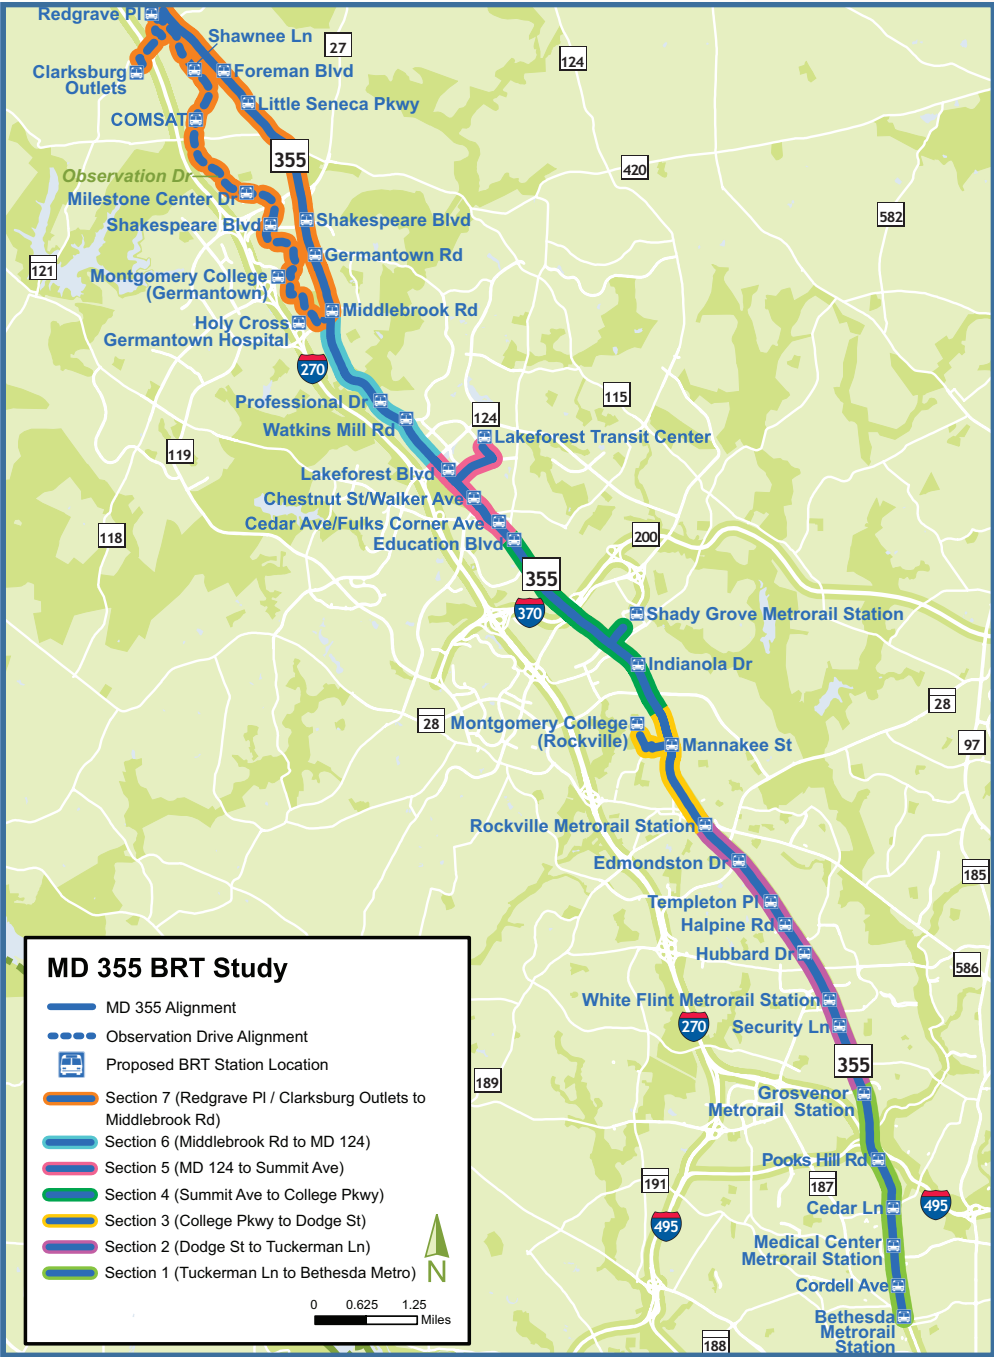 Redgrave Pl
Shawnee Ln
27
124
Clarksburg
Outlets
Foreman Blvd
Little Seneca Pkwy
COMSAT
355
420
Observation Dr
Milestone Center Dr
582
Shakespeare Blvd
Shakespeare Blvd
Germantown Rd
121
Montgomery College
(Germantown)
Middlebrook Rd
Holy Cross
Germantown Hospital
270
115
Professional Dr
124
Watkins Mill Rd
Lakeforest Transit Center
119
Lakeforest Blvd
Chestnut St/Walker Ave
Cedar Ave/Fulks Corner Ave
118
200
Education Blvd
355
370
Shady Grove Metrorail Station
Indianola Dr
28
28
Montgomery College
(Rockville)
97
Mannakee St
Rockville Metrorail Station
Edmondston Dr
185
Templeton Pl
Halpine Rd
Hubbard Dr
586
White Flint Metrorail Station
270
Security Ln
355
189
Grosvenor
Metrorail Station
Pooks Hill Rd
191
187
495
Cedar Ln
495
Medical Center
Metrorail Station
Cordell Ave
Bethesda
Metrorail
Station
188
MD 355 BRT Study
MD 355 Alignment
Observation Drive Alignment
Proposed BRT Station Location
Section 7 (Redgrave Pl / Clarksburg Outlets to
Middlebrook Rd)
Section 6 (Middlebrook Rd to MD 124)
Section 5 (MD 124 to Summit Ave)
Section 4 (Summit Ave to College Pkwy)
Section 3 (College Pkwy to Dodge St)
Section 2 (Dodge St to Tuckerman Ln)
Section 1 (Tuckerman Ln to Bethesda Metro)
N
0 0.625 1.25
Miles